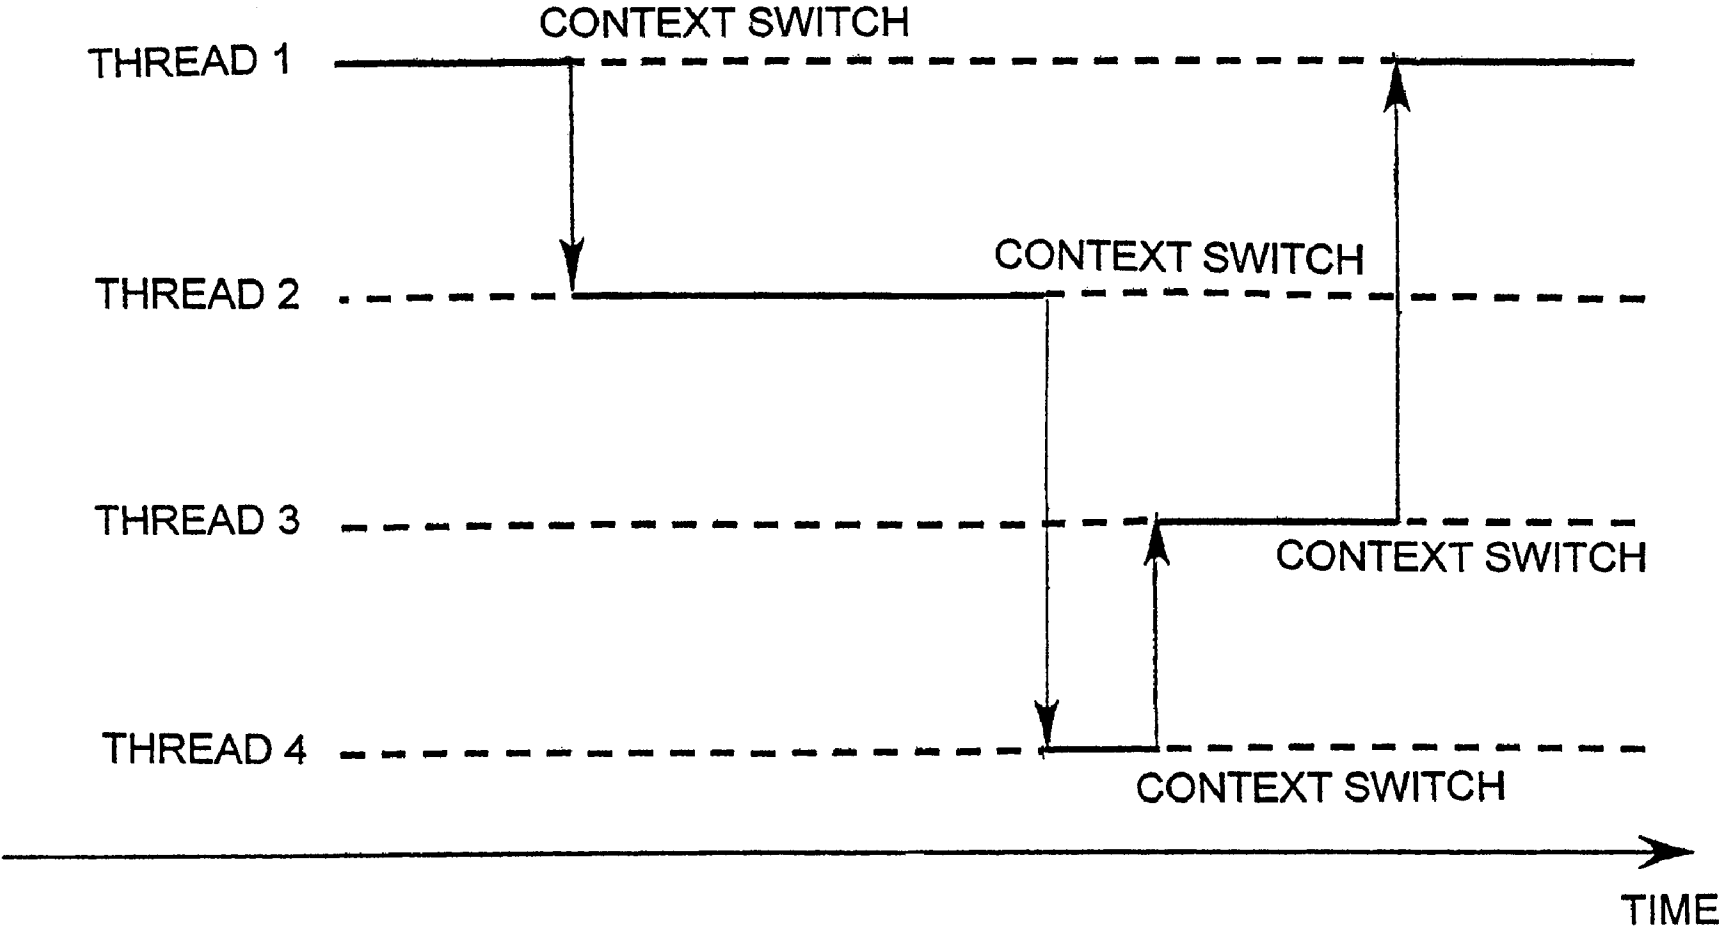 CONTEXT SWITCH
THREAD 1
CONTEXT SWITCH
THREAD 2
THREAD 3
CONTEXT SWITCH
THREAD 4
CONTEXT SWITCH
TIME